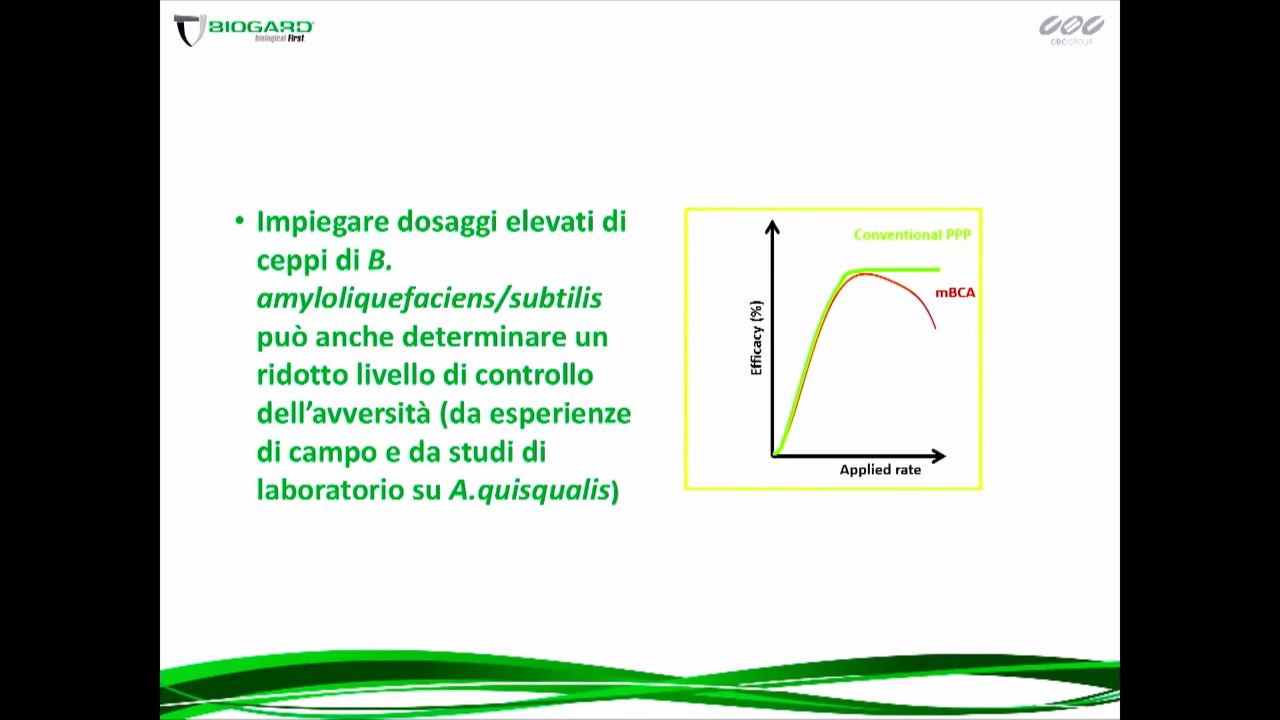 BIOGARD
biological First
CBCGROUP
• Impiegare dosaggi elevati di
ceppi di B.
amyloliquefaciens/subtilis
può anche determinare un
ridotto livello di controllo
dell’avversità (da esperienze
di campo e da studi di
laboratorio su A.quisqualis)
Conventional PPP
mBCA
Efficacy (%)
Applied rate